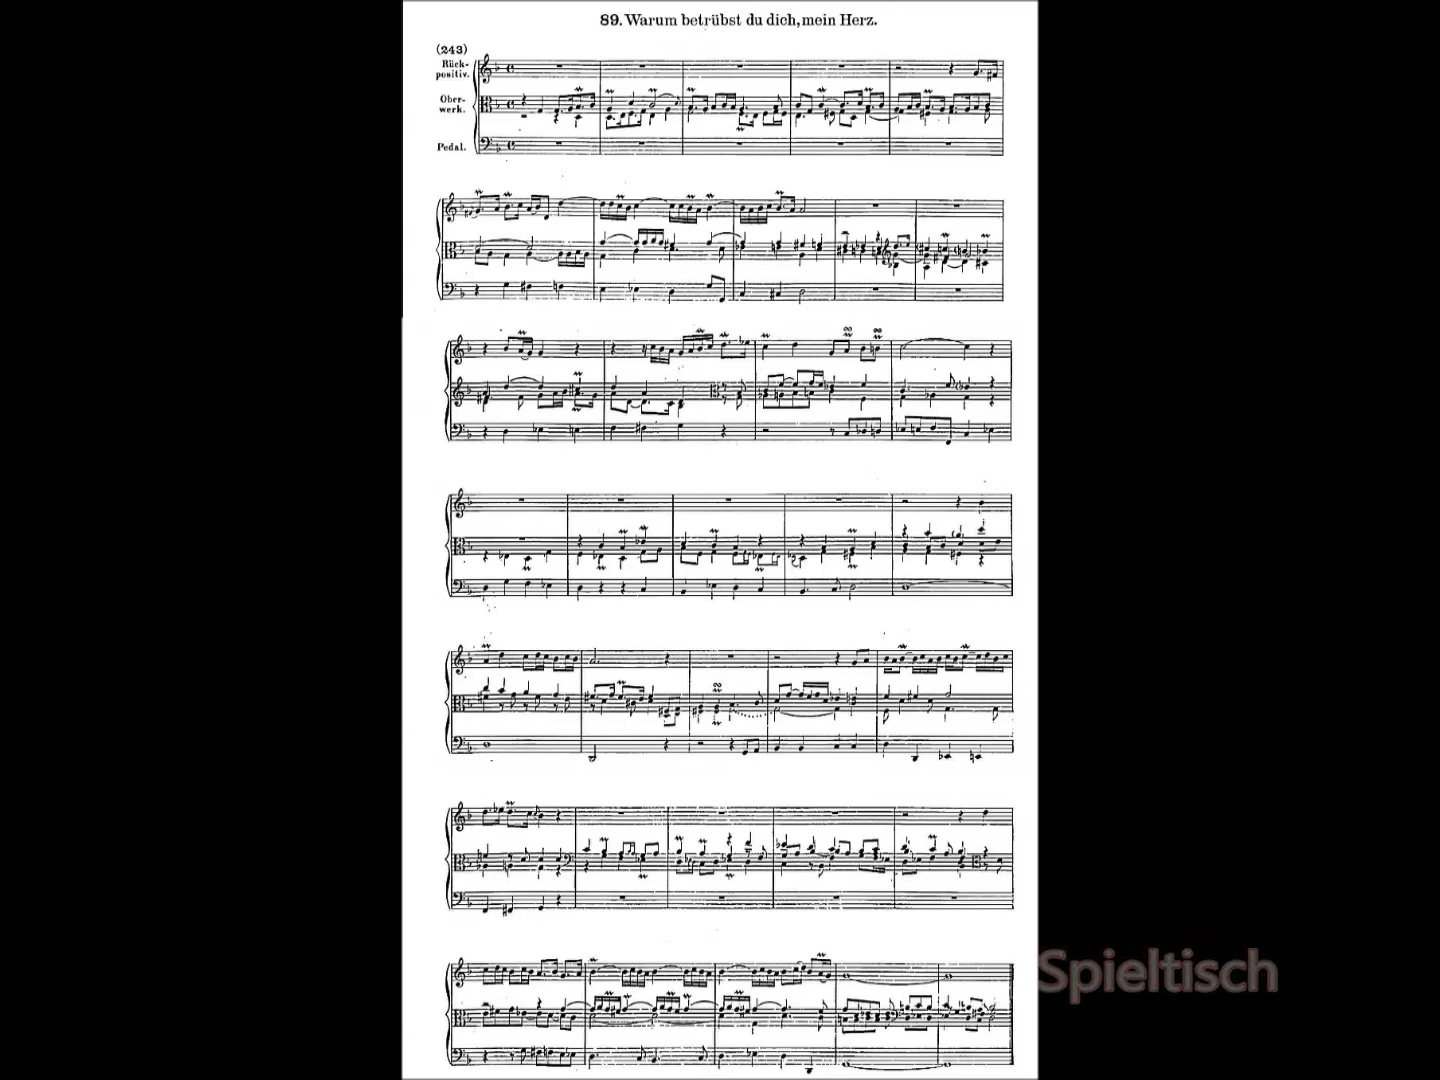 89. Warum betrübst du dich, mein Herz.
(243)
Rück-
positiv.
Ober-
werk.
Pedal.
Spieltisch